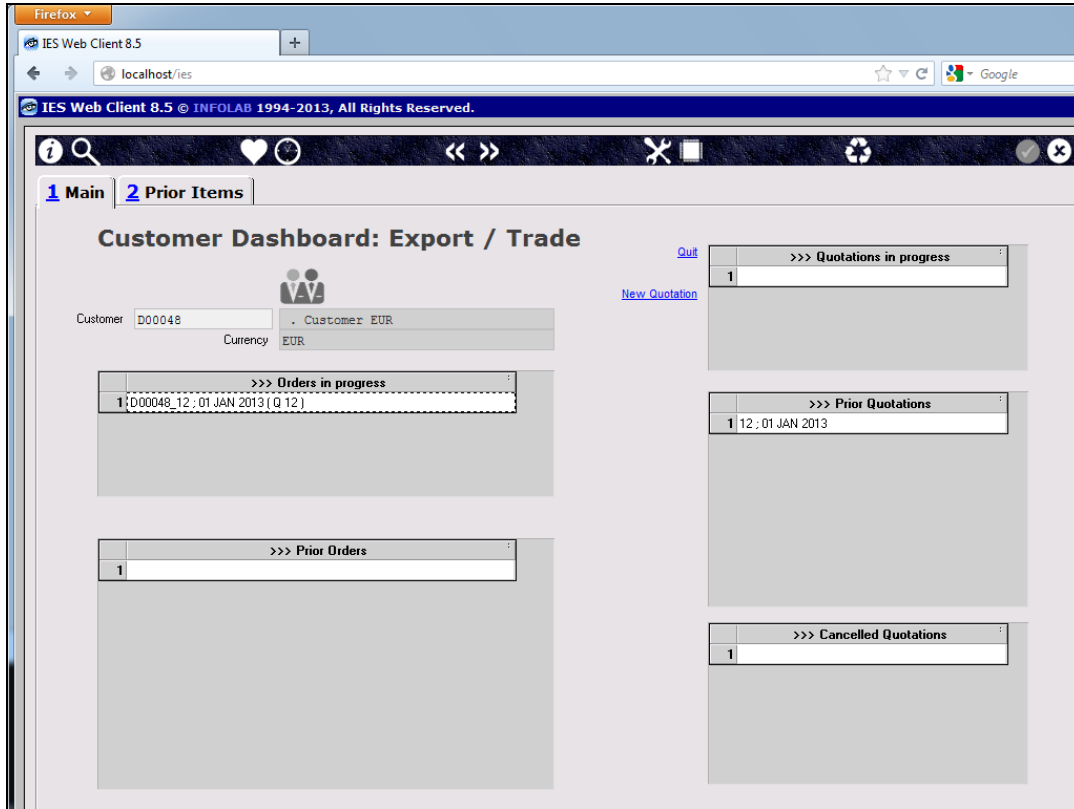 Firefox
IES Web Client 8.5
+
localhost/ies
Google
IES Web Client 8.5 © INFOLAB 1994-2013, All Rights Reserved.
1 Main
2 Prior Items
Customer Dashboard: Export / Trade
Quit
New Quotation
Customer D00048 . Customer EUR
Currency EUR
>>> Orders in progress
1 D00048_12 ; 01 JAN 2013 ( Q 12 )
>>> Prior Orders
1
>>> Quotations in progress
1
>>> Prior Quotations
1 12 ; 01 JAN 2013
>>> Cancelled Quotations
1